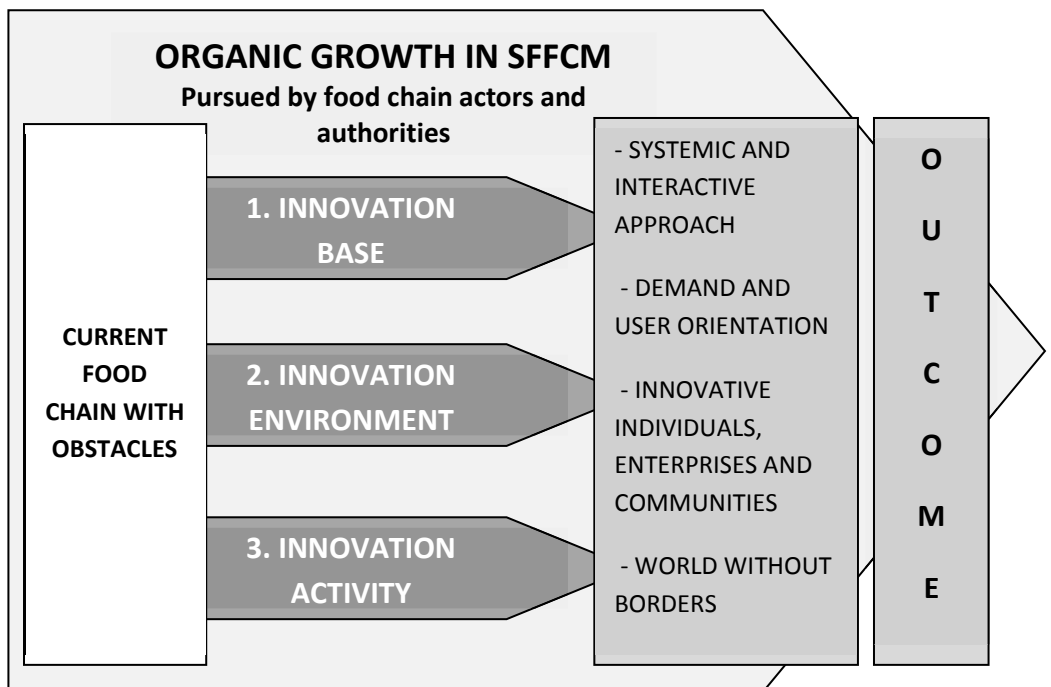 ORGANIC GROWTH IN SFFCM
Pursued by food chain actors and
authorities
CURRENT
FOOD
CHAIN WITH
OBSTACLES
1. INNOVATION
BASE
2. INNOVATION
ENVIRONMENT
3. INNOVATION
ACTIVITY
- SYSTEMIC AND
INTERACTIVE
APPROACH
- DEMAND AND
USER ORIENTATION
- INNOVATIVE
INDIVIDUALS,
ENTERPRISES AND
COMMUNITIES
- WORLD WITHOUT
BORDERS
O
U
T
C
O
M
E